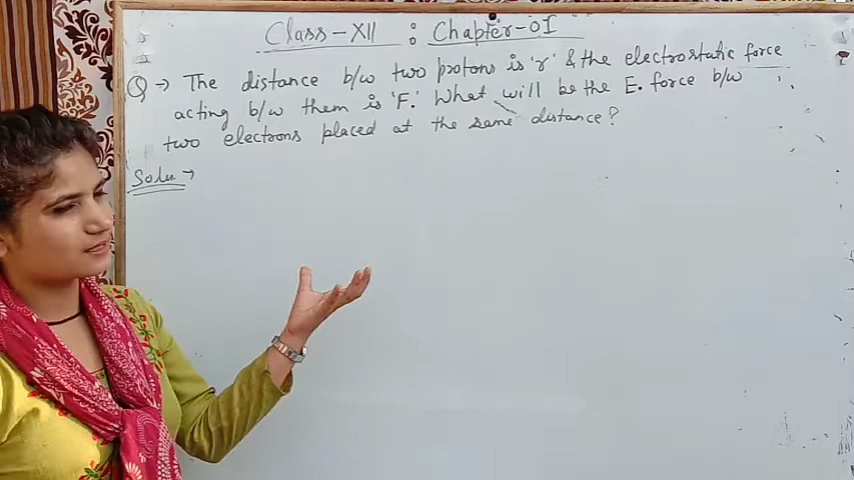 Class-XII : Chapter-01
Q → The distance b/w two protons is 'r' & the electrostatic force
acting b/w them is 'F.' What will be the E. force b/w
two electrons placed at the same distance?
Solu →